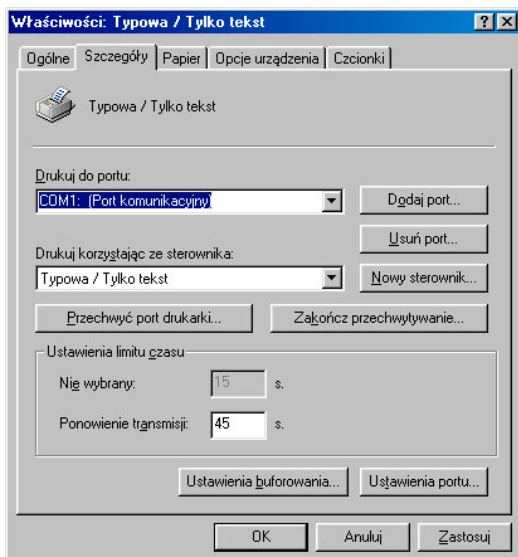 Właściwości: Typowa / Tylko tekst
Ogólne Szczegóły Papier Opcje urządzenia Czcionki
Typowa / Tylko tekst
Drukuj do portu:
COM1: (Port komunikacyjny)
Dodaj port...
Usuń port...
Drukuj korzystając ze sterownika:
Typowa / Tylko tekst
Nowy sterownik...
Przechwyć port drukarki... Zakończ przechwytywanie...
Ustawienia limitu czasu
Nie wybrany: 15 s.
Ponowienie transmisji: 45 s.
Ustawienia buforowania... Ustawienia portu...
OK Anuluj Zastosuj